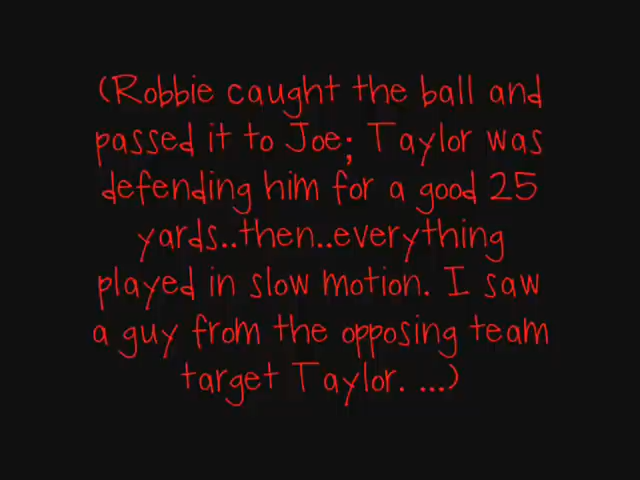 (Robbie caught the ball and
passed it to Joe; Taylor was
defending him for a good 25
yards..then..everything
played in slow motion. I saw
a guy from the opposing team
target Taylor. ...)